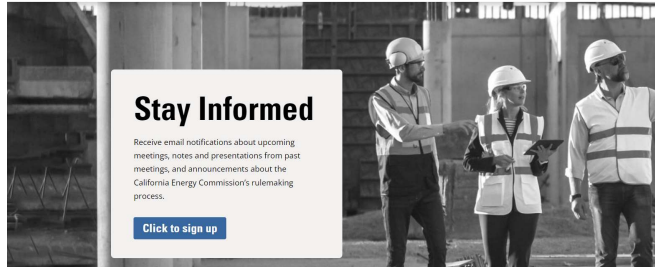 Stay Informed
Receive email notifications about upcoming
meetings, notes and presentations from past
meetings, and announcements about the
California Energy Commission's rulemaking
process.
Click to sign up